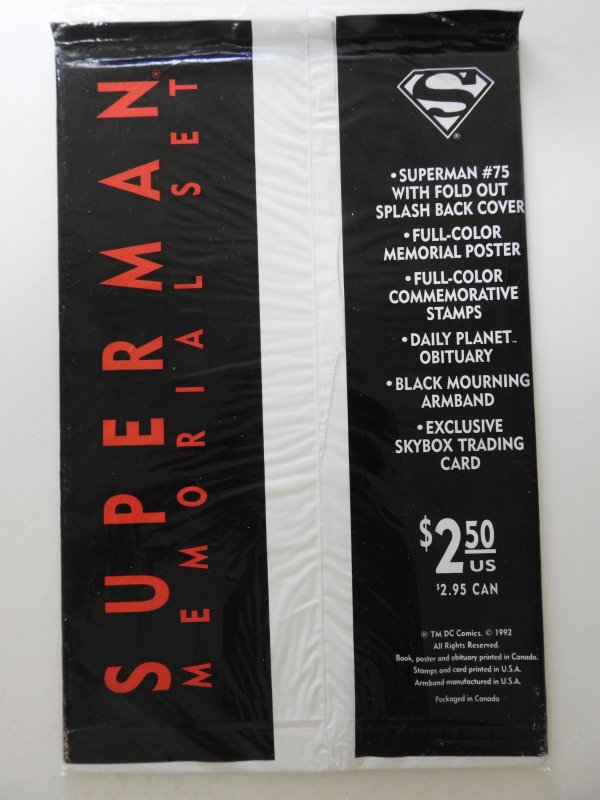 SUPERMAN®
MEMORIAL SET
S
®
•SUPERMAN #75
WITH FOLD OUT
SPLASH BACK COVER
•FULL-COLOR
MEMORIAL POSTER
•FULL-COLOR
COMMEMORATIVE
STAMPS
•DAILY PLANET™
OBITUARY
•BLACK MOURNING
ARMBAND
•EXCLUSIVE
SKYBOX TRADING
CARD
$2.50
US
$2.95 CAN
® TM DC Comics. © 1992
All Rights Reserved.
Book, poster and obituary printed in Canada.
Stamps and card printed in U.S.A.
Armband manufactured in U.S.A.
Packaged in Canada